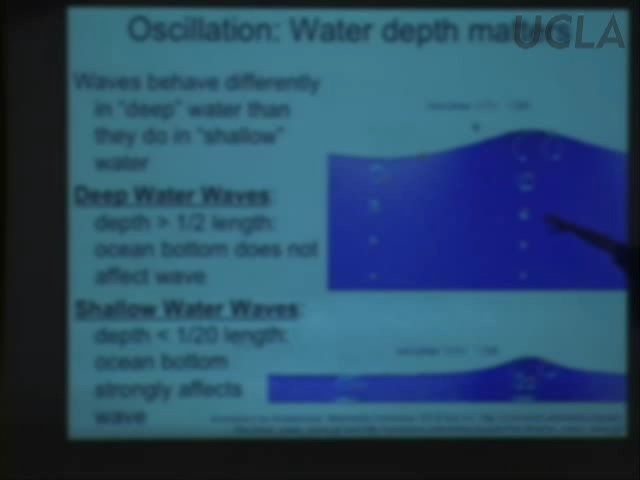 Oscillation: Water depth matters
UCLA
Waves behave differently
in "deep" water than
they do in "shallow"
water
Deep Water Waves:
depth > 1/2 length:
ocean bottom does not
affect wave
Shallow Water Waves:
depth < 1/20 length:
ocean bottom
strongly affects
wave